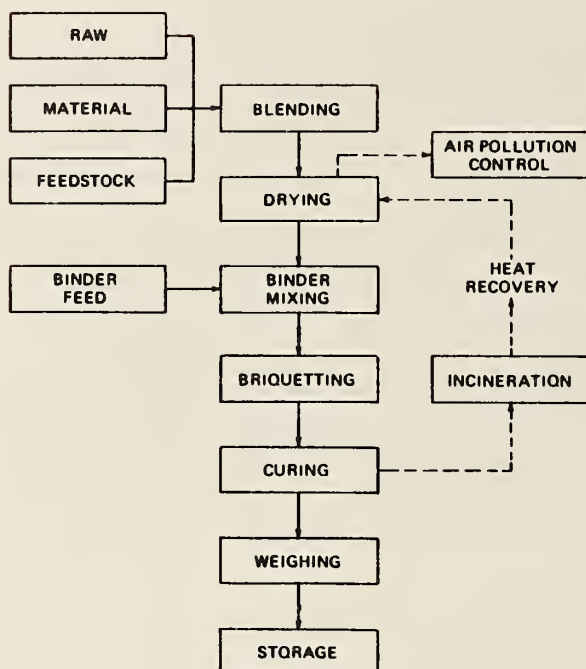 RAW
MATERIAL
FEEDSTOCK
BLENDING
AIR POLLUTION
CONTROL
DRYING
HEAT
RECOVERY
BINDER
FEED
BINDER
MIXING
BRIQUETTING
INCINERATION
CURING
WEIGHING
STORAGE